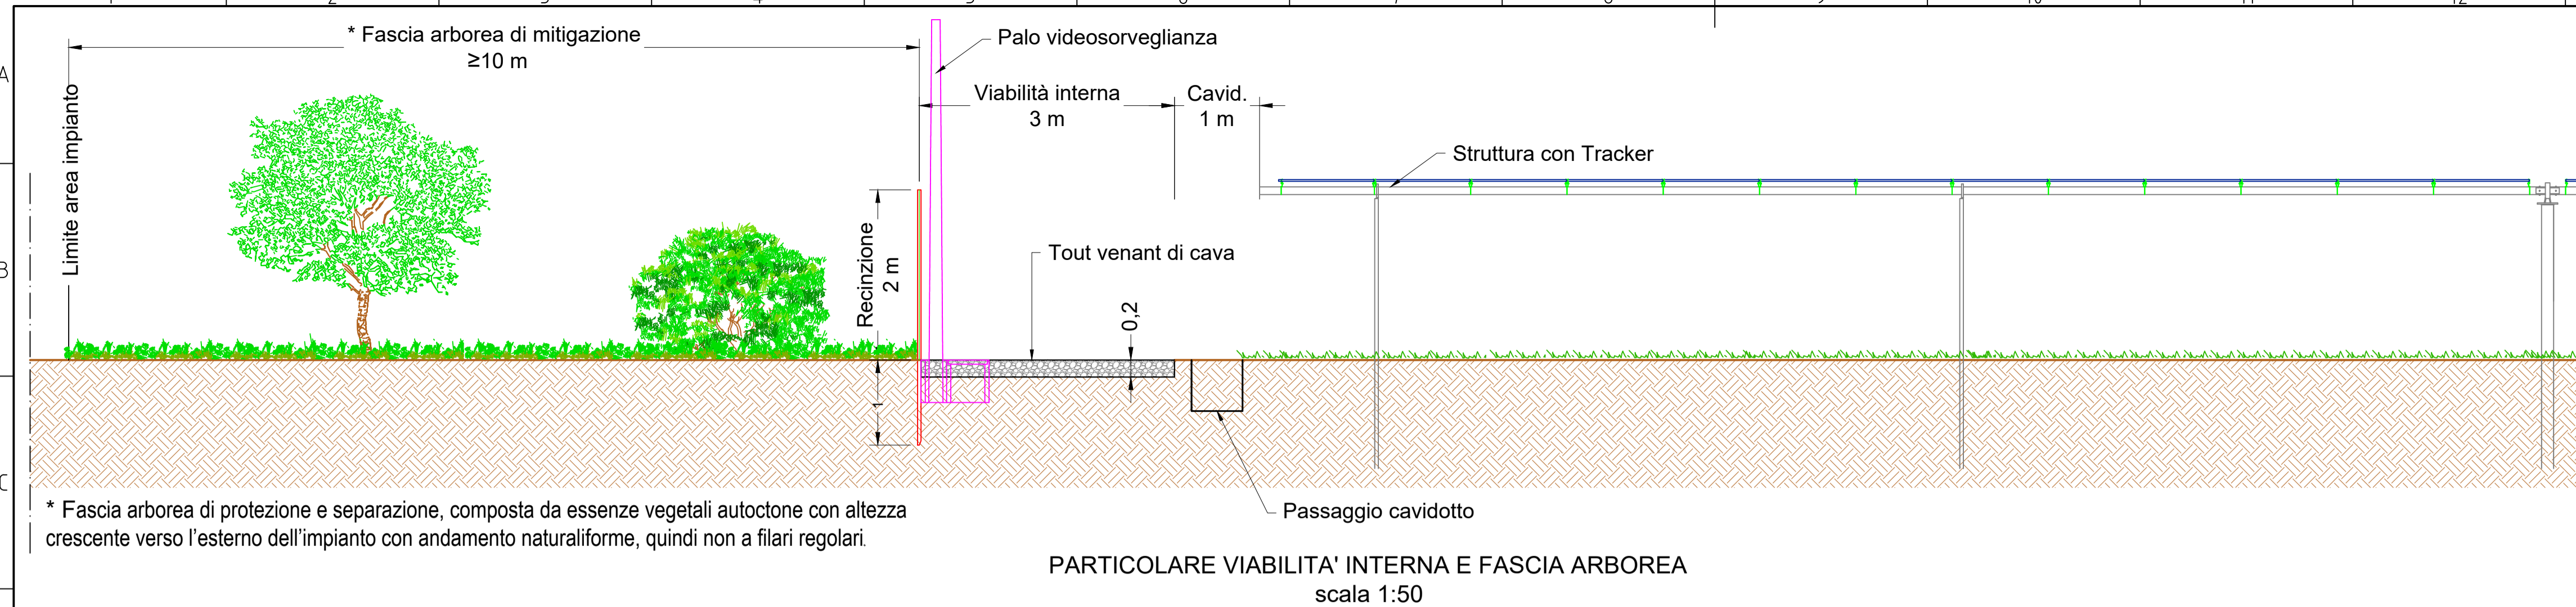 * Fascia arborea di mitigazione
≥10 m
Palo videosorveglianza
Viabilità interna
3 m
Cavid.
1 m
Limite area impianto
Struttura con Tracker
Recinzione
2 m
Tout venant di cava
0,2
1
A
B
C
Passaggio cavidotto
* Fascia arborea di protezione e separazione, composta da essenze vegetali autoctone con altezza
crescente verso l'esterno dell'impianto con andamento naturaliforme, quindi non a filari regolari.
PARTICOLARE VIABILITA' INTERNA E FASCIA ARBOREA
scala 1:50